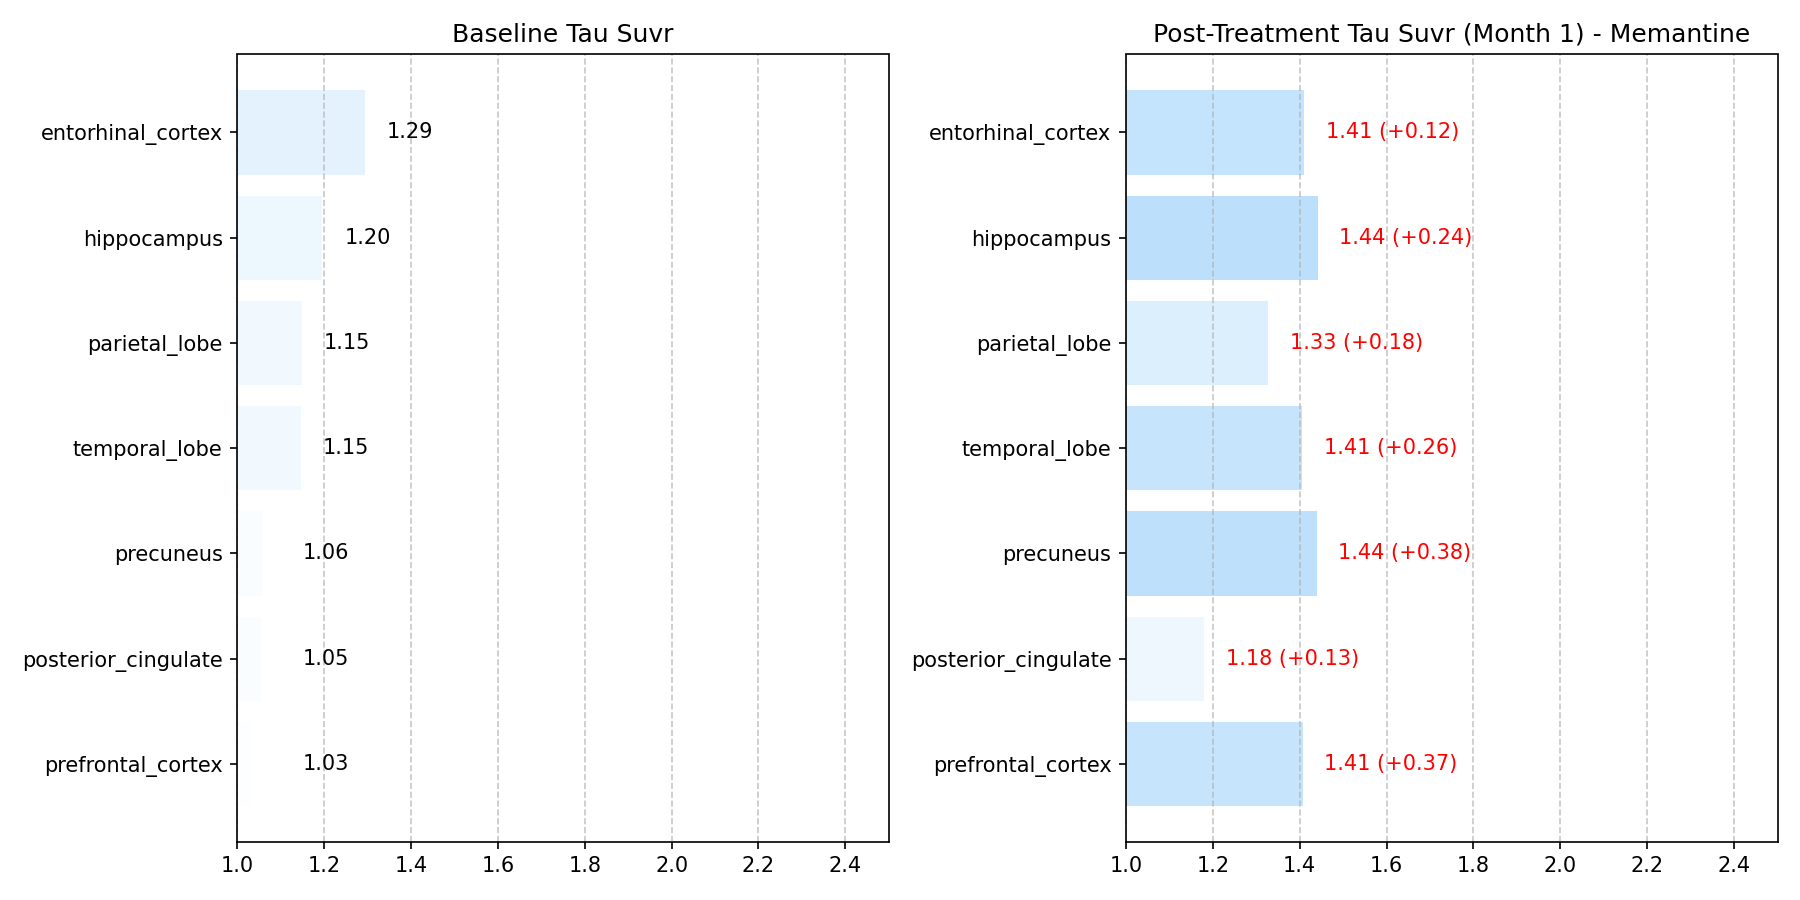 Baseline Tau Suvr
entorhinal_cortex
1.29
hippocampus
1.20
parietal_lobe
1.15
temporal_lobe
1.15
precuneus
1.06
posterior_cingulate
1.05
prefrontal_cortex
1.03
1.0 1.2 1.4 1.6 1.8 2.0 2.2 2.4
Post-Treatment Tau Suvr (Month 1) - Memantine
entorhinal_cortex
1.41 (+0.12)
hippocampus
1.44 (+0.24)
parietal_lobe
1.33 (+0.18)
temporal_lobe
1.41 (+0.26)
precuneus
1.44 (+0.38)
posterior_cingulate
1.18 (+0.13)
prefrontal_cortex
1.41 (+0.37)
1.0 1.2 1.4 1.6 1.8 2.0 2.2 2.4